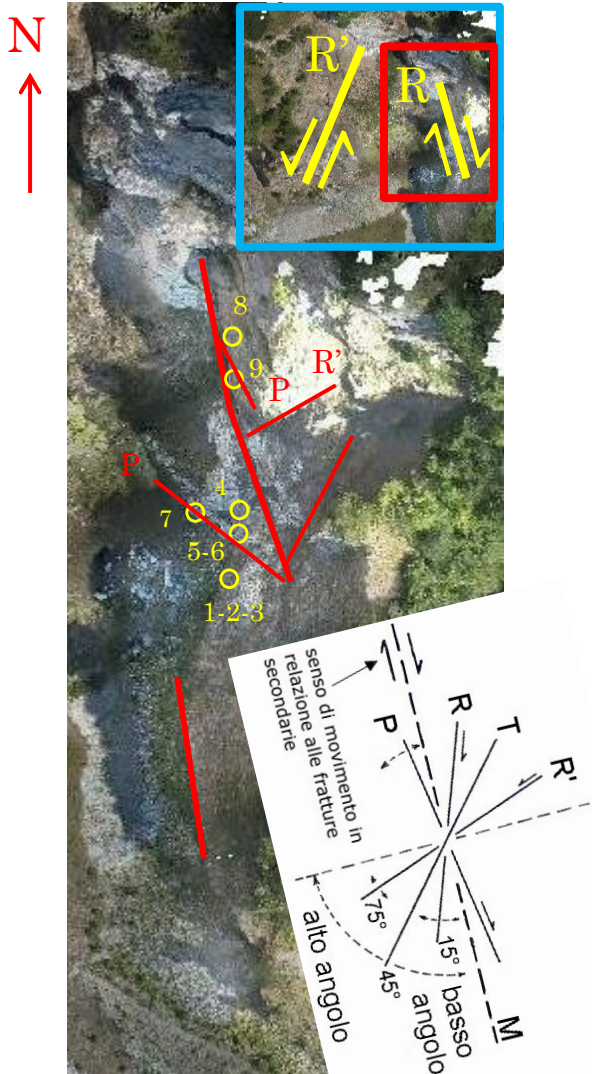 N
R'
R
8
9
P
R'
P
4
7
5-6
1-2-3
senso di movimento in
relazione alle fratture
secondarie
P
R
T
R'
75°
45°
15°
alto angolo
basso
angolo
M